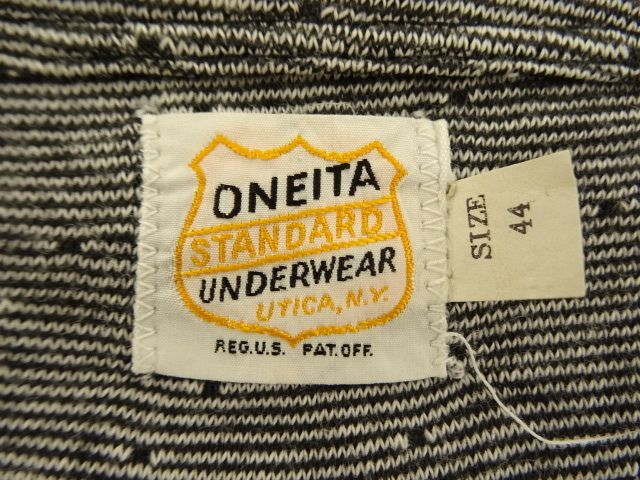 ONEITA
STANDARD
UNDERWEAR
UTICA, N.Y.
REG.U.S. PAT.OFF.
SIZE
44